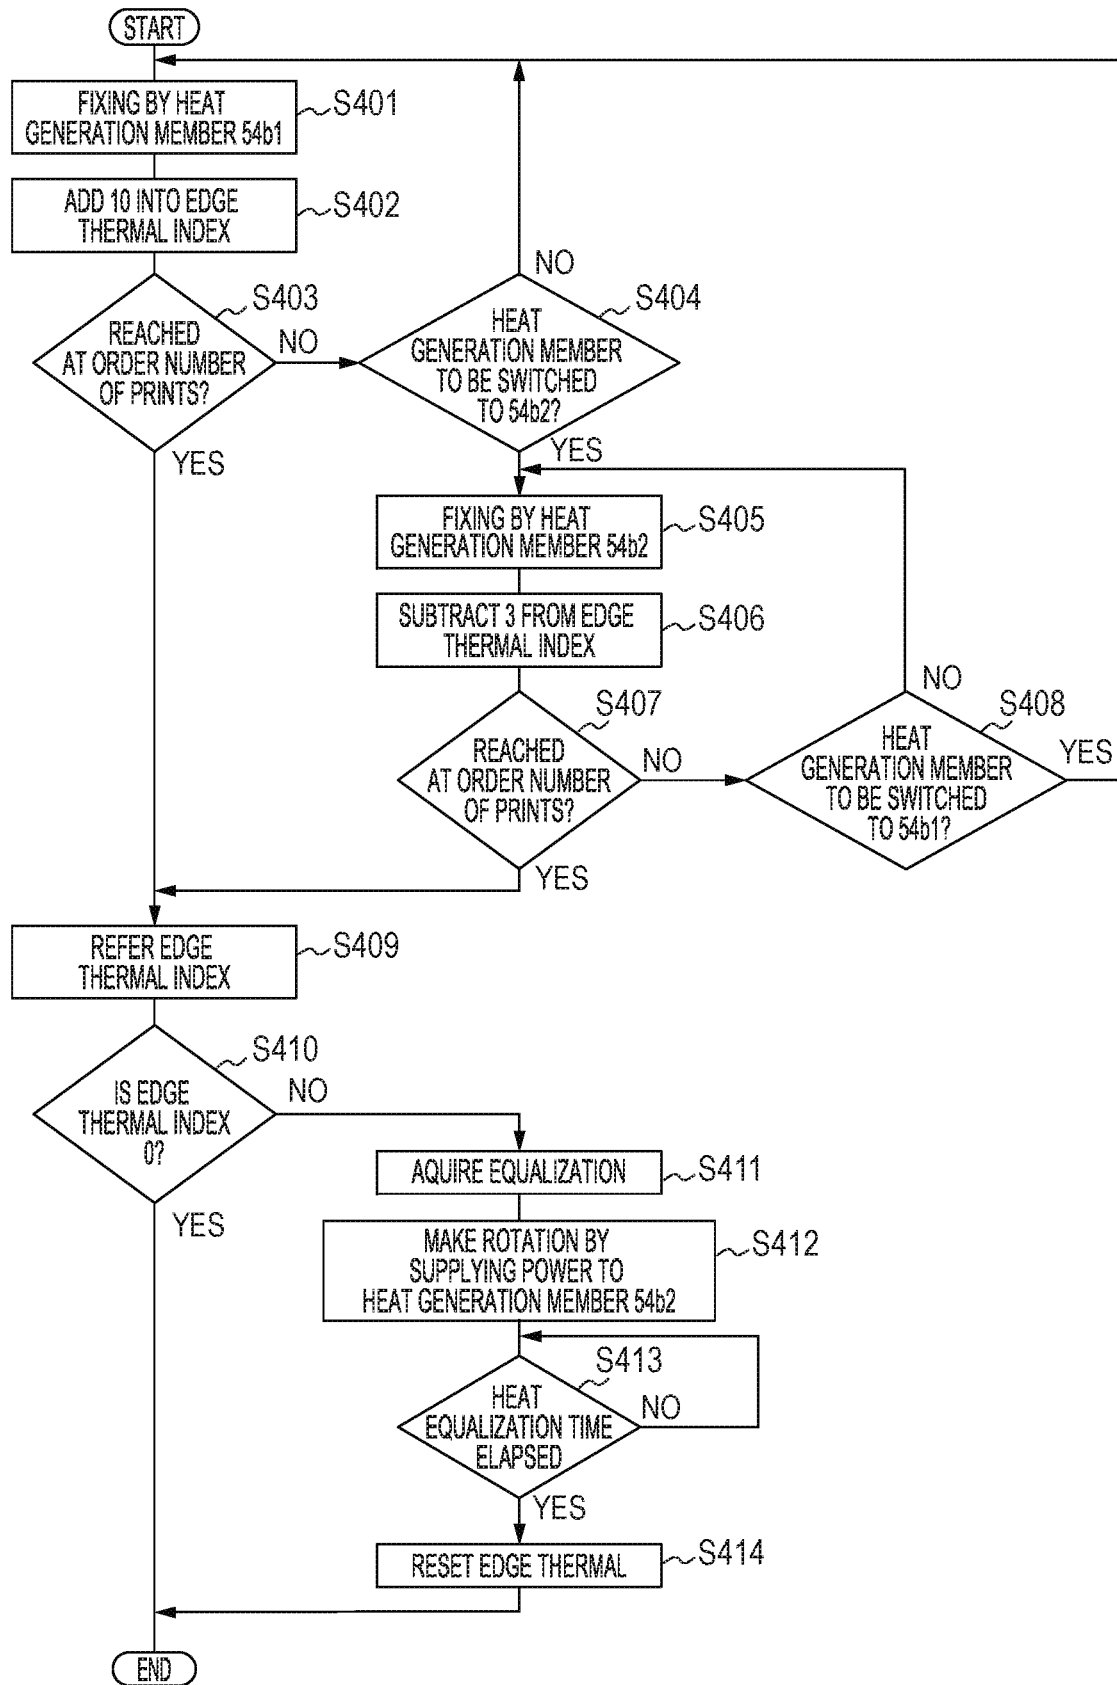 START
FIXING BY HEAT
GENERATION MEMBER 54b1
S401
ADD 10 INTO EDGE
THERMAL INDEX
S402
REACHED
AT ORDER NUMBER
OF PRINTS?
S403
NO
YES
HEAT
GENERATION MEMBER
TO BE SWITCHED
TO 54b2?
S404
NO
YES
FIXING BY HEAT
GENERATION MEMBER 54b2
S405
SUBTRACT 3 FROM EDGE
THERMAL INDEX
S406
REACHED
AT ORDER NUMBER
OF PRINTS?
S407
NO
YES
HEAT
GENERATION MEMBER
TO BE SWITCHED
TO 54b1?
S408
NO
YES
REFER EDGE
THERMAL INDEX
S409
IS EDGE
THERMAL INDEX
0?
S410
NO
YES
AQUIRE EQUALIZATION
S411
MAKE ROTATION BY
SUPPLYING POWER TO
HEAT GENERATION MEMBER 54b2
S412
HEAT
EQUALIZATION TIME
ELAPSED
S413
NO
YES
RESET EDGE THERMAL
S414
END